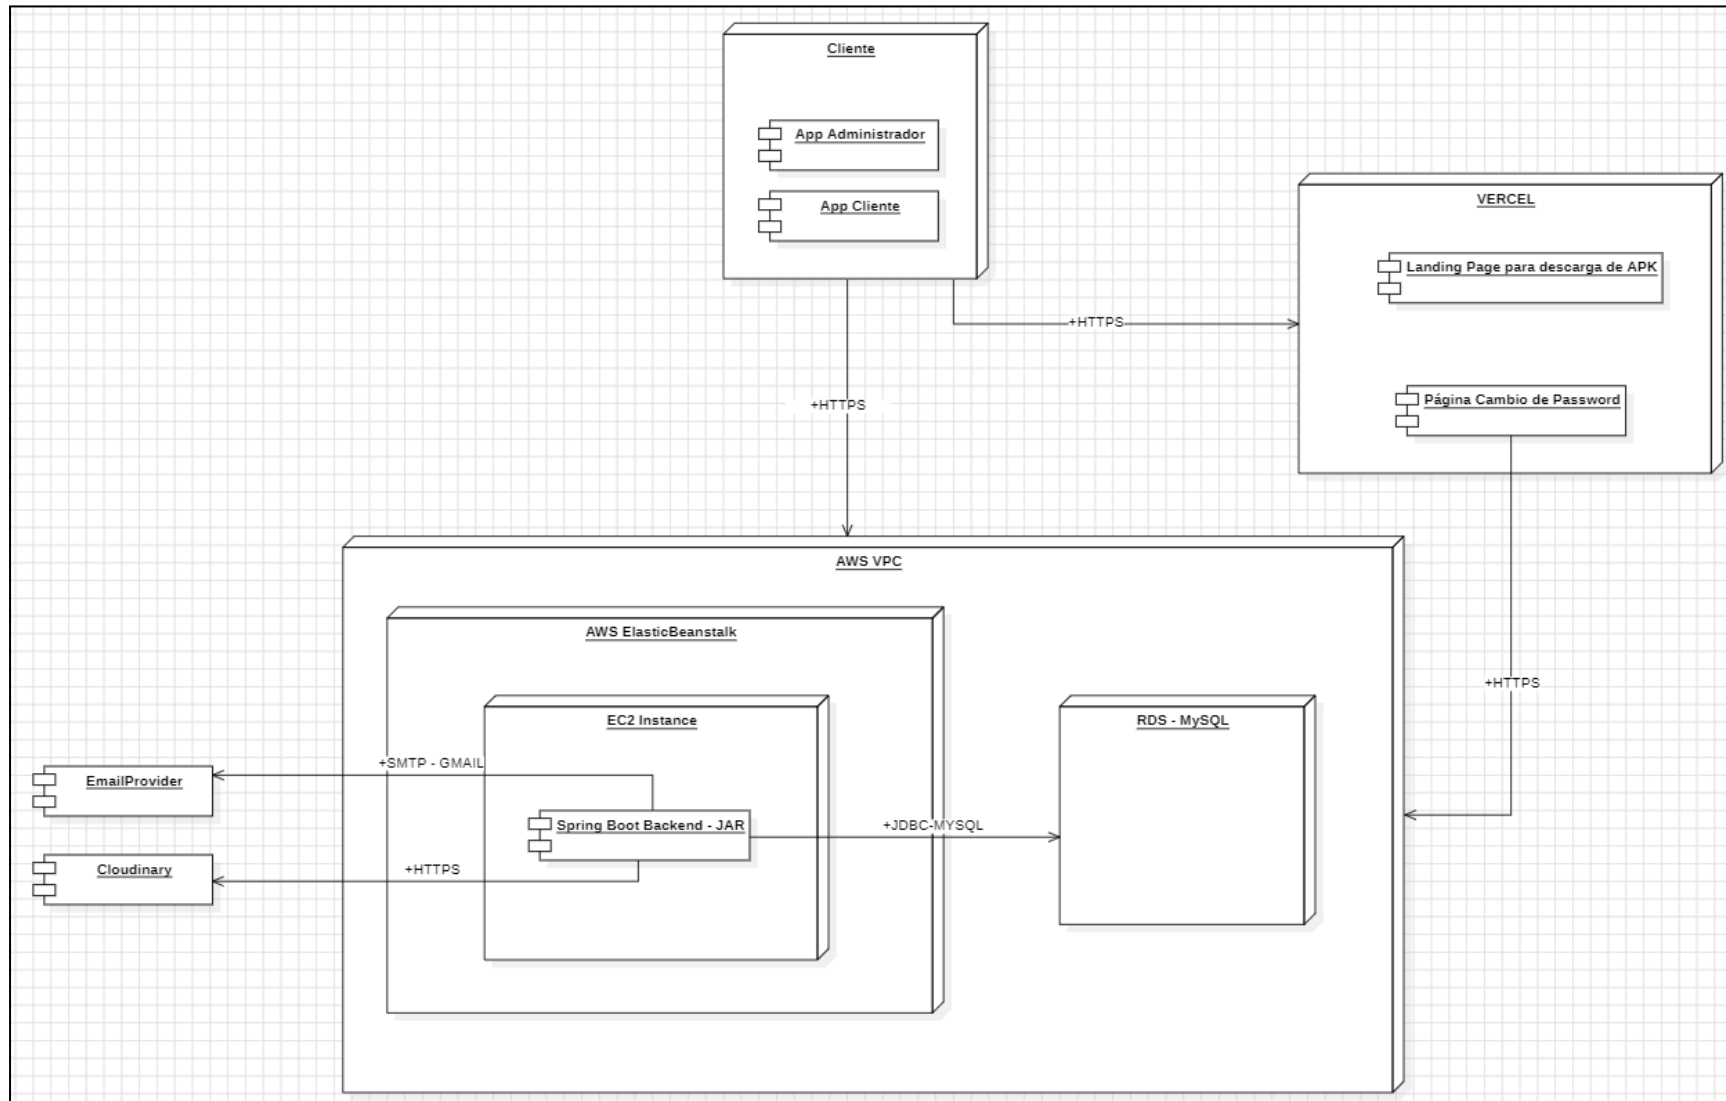 Cliente
App Administrador
App Cliente
VERCEL
Landing Page para descarga de APK
Página Cambio de Password
+HTTPS
+HTTPS
+HTTPS
AWS VPC
AWS ElasticBeanstalk
EC2 Instance
RDS - MySQL
+SMTP - GMAIL
EmailProvider
Spring Boot Backend - JAR
+JDBC-MYSQL
Cloudinary
+HTTPS